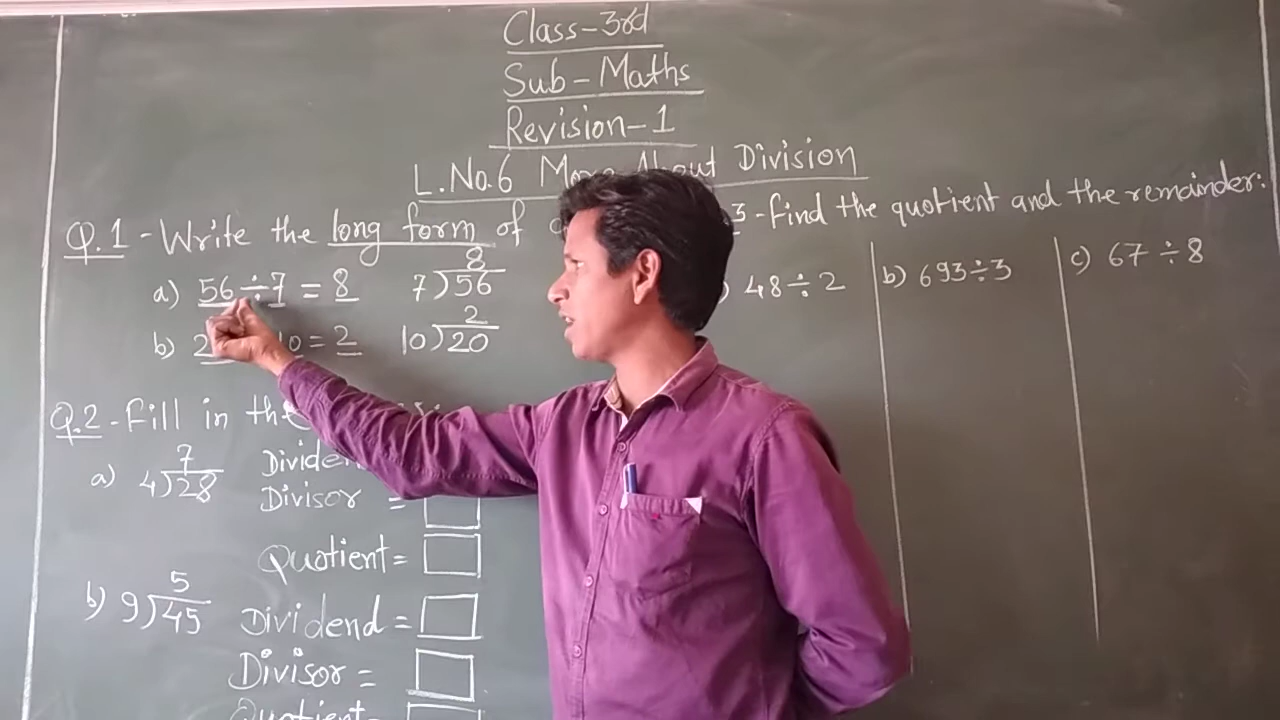 Class-3rd
Sub-Maths
Revision-1
L.No.6 More About Division
Q.1-Write the long form of
a) 56÷7 = 8
7)56 8
b) 2 10 = 2
10)20 2
Q.2-Fill in the
a) 4)28 7
Dividen
Divisor =
Quotient=
b) 9)45 5
Dividend =
Divisor =
Quotient=
.3-find the quotient and the remainder:
) 48÷2
b) 693÷3
c) 67÷8